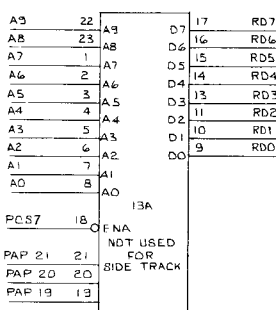 A9 22 A9 D7 17 RD7
A8 23 A8 D6 16 RD6
A7 1 A7 D5 15 RD5
A6 2 A6 D4 14 RD4
A5 3 A5 D3 13 RD3
A4 4 A4 D2 11 RD2
A3 5 A3 D1 10 RD1
A2 6 A2 D0 9 RD0
A1 7 A1
A0 8 A0
13A
PCS7 18 ENA
NOT USED
PAP 21 21 FOR
PAP 20 20 SIDE TRACK
PAP 19 19